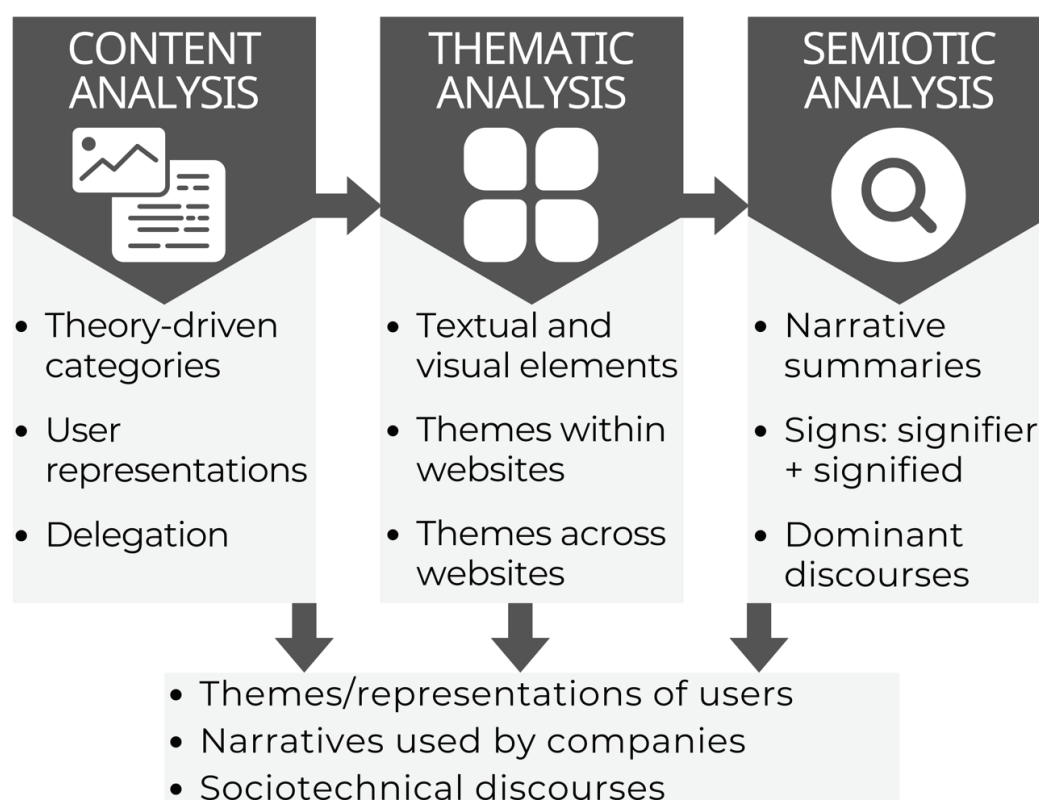 CONTENT
ANALYSIS
• Theory-driven
categories
• User
representations
• Delegation
THEMATIC
ANALYSIS
• Textual and
visual elements
• Themes within
websites
• Themes across
websites
SEMIOTIC
ANALYSIS
• Narrative
summaries
• Signs: signifier
+ signified
• Dominant
discourses
• Themes/representations of users
• Narratives used by companies
• Sociotechnical discourses